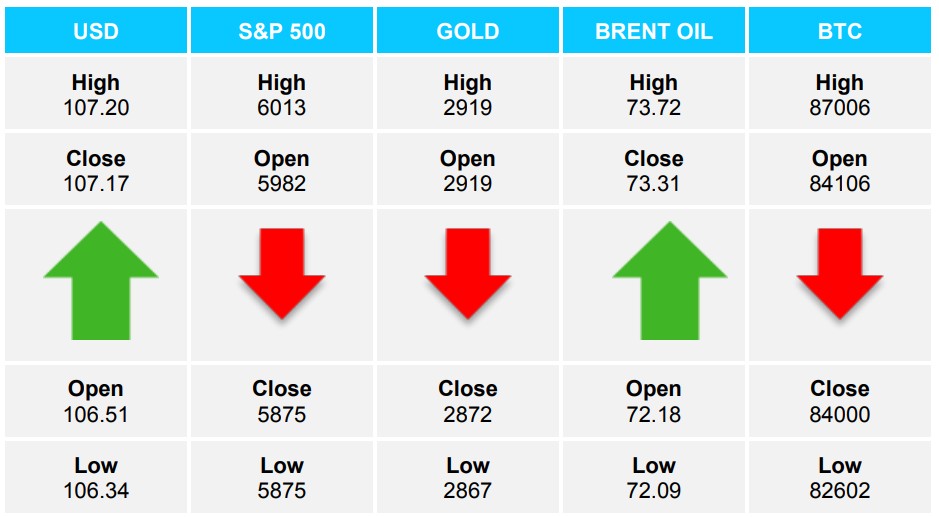 USD S&P 500 GOLD BRENT OIL BTC
High High High High High
107.20 6013 2919 73.72 87006
Close Open Open Close Open
107.17 5982 2919 73.31 84106
Open Close Close Open Close
106.51 5875 2872 72.18 84000
Low Low Low Low Low
106.34 5875 2867 72.09 82602